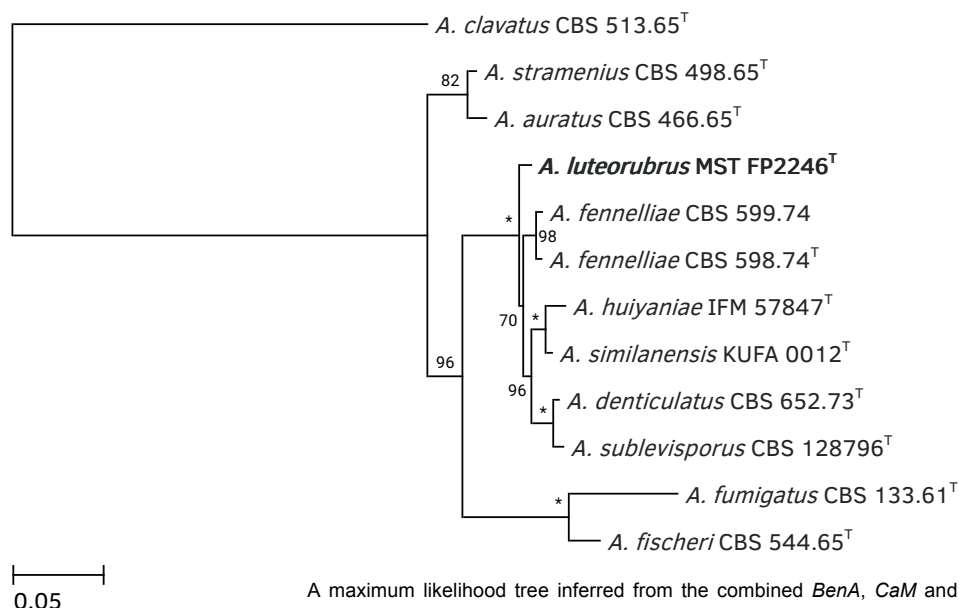 A. clavatus CBS 513.65T
82
A. stramenius CBS 498.65T
A. auratus CBS 466.65T
A. luteorubrus MST FP2246T
*
A. fennelliae CBS 599.74
98
A. fennelliae CBS 598.74T
A. huiyaniae IFM 57847T
*
70
A. similanensis KUFA 0012T
96
96
A. denticulatus CBS 652.73T
*
A. sublevisporus CBS 128796T
A. fumigatus CBS 133.61T
*
A. fischeri CBS 544.65T
0.05
A maximum likelihood tree inferred from the combined BenA, CaM and